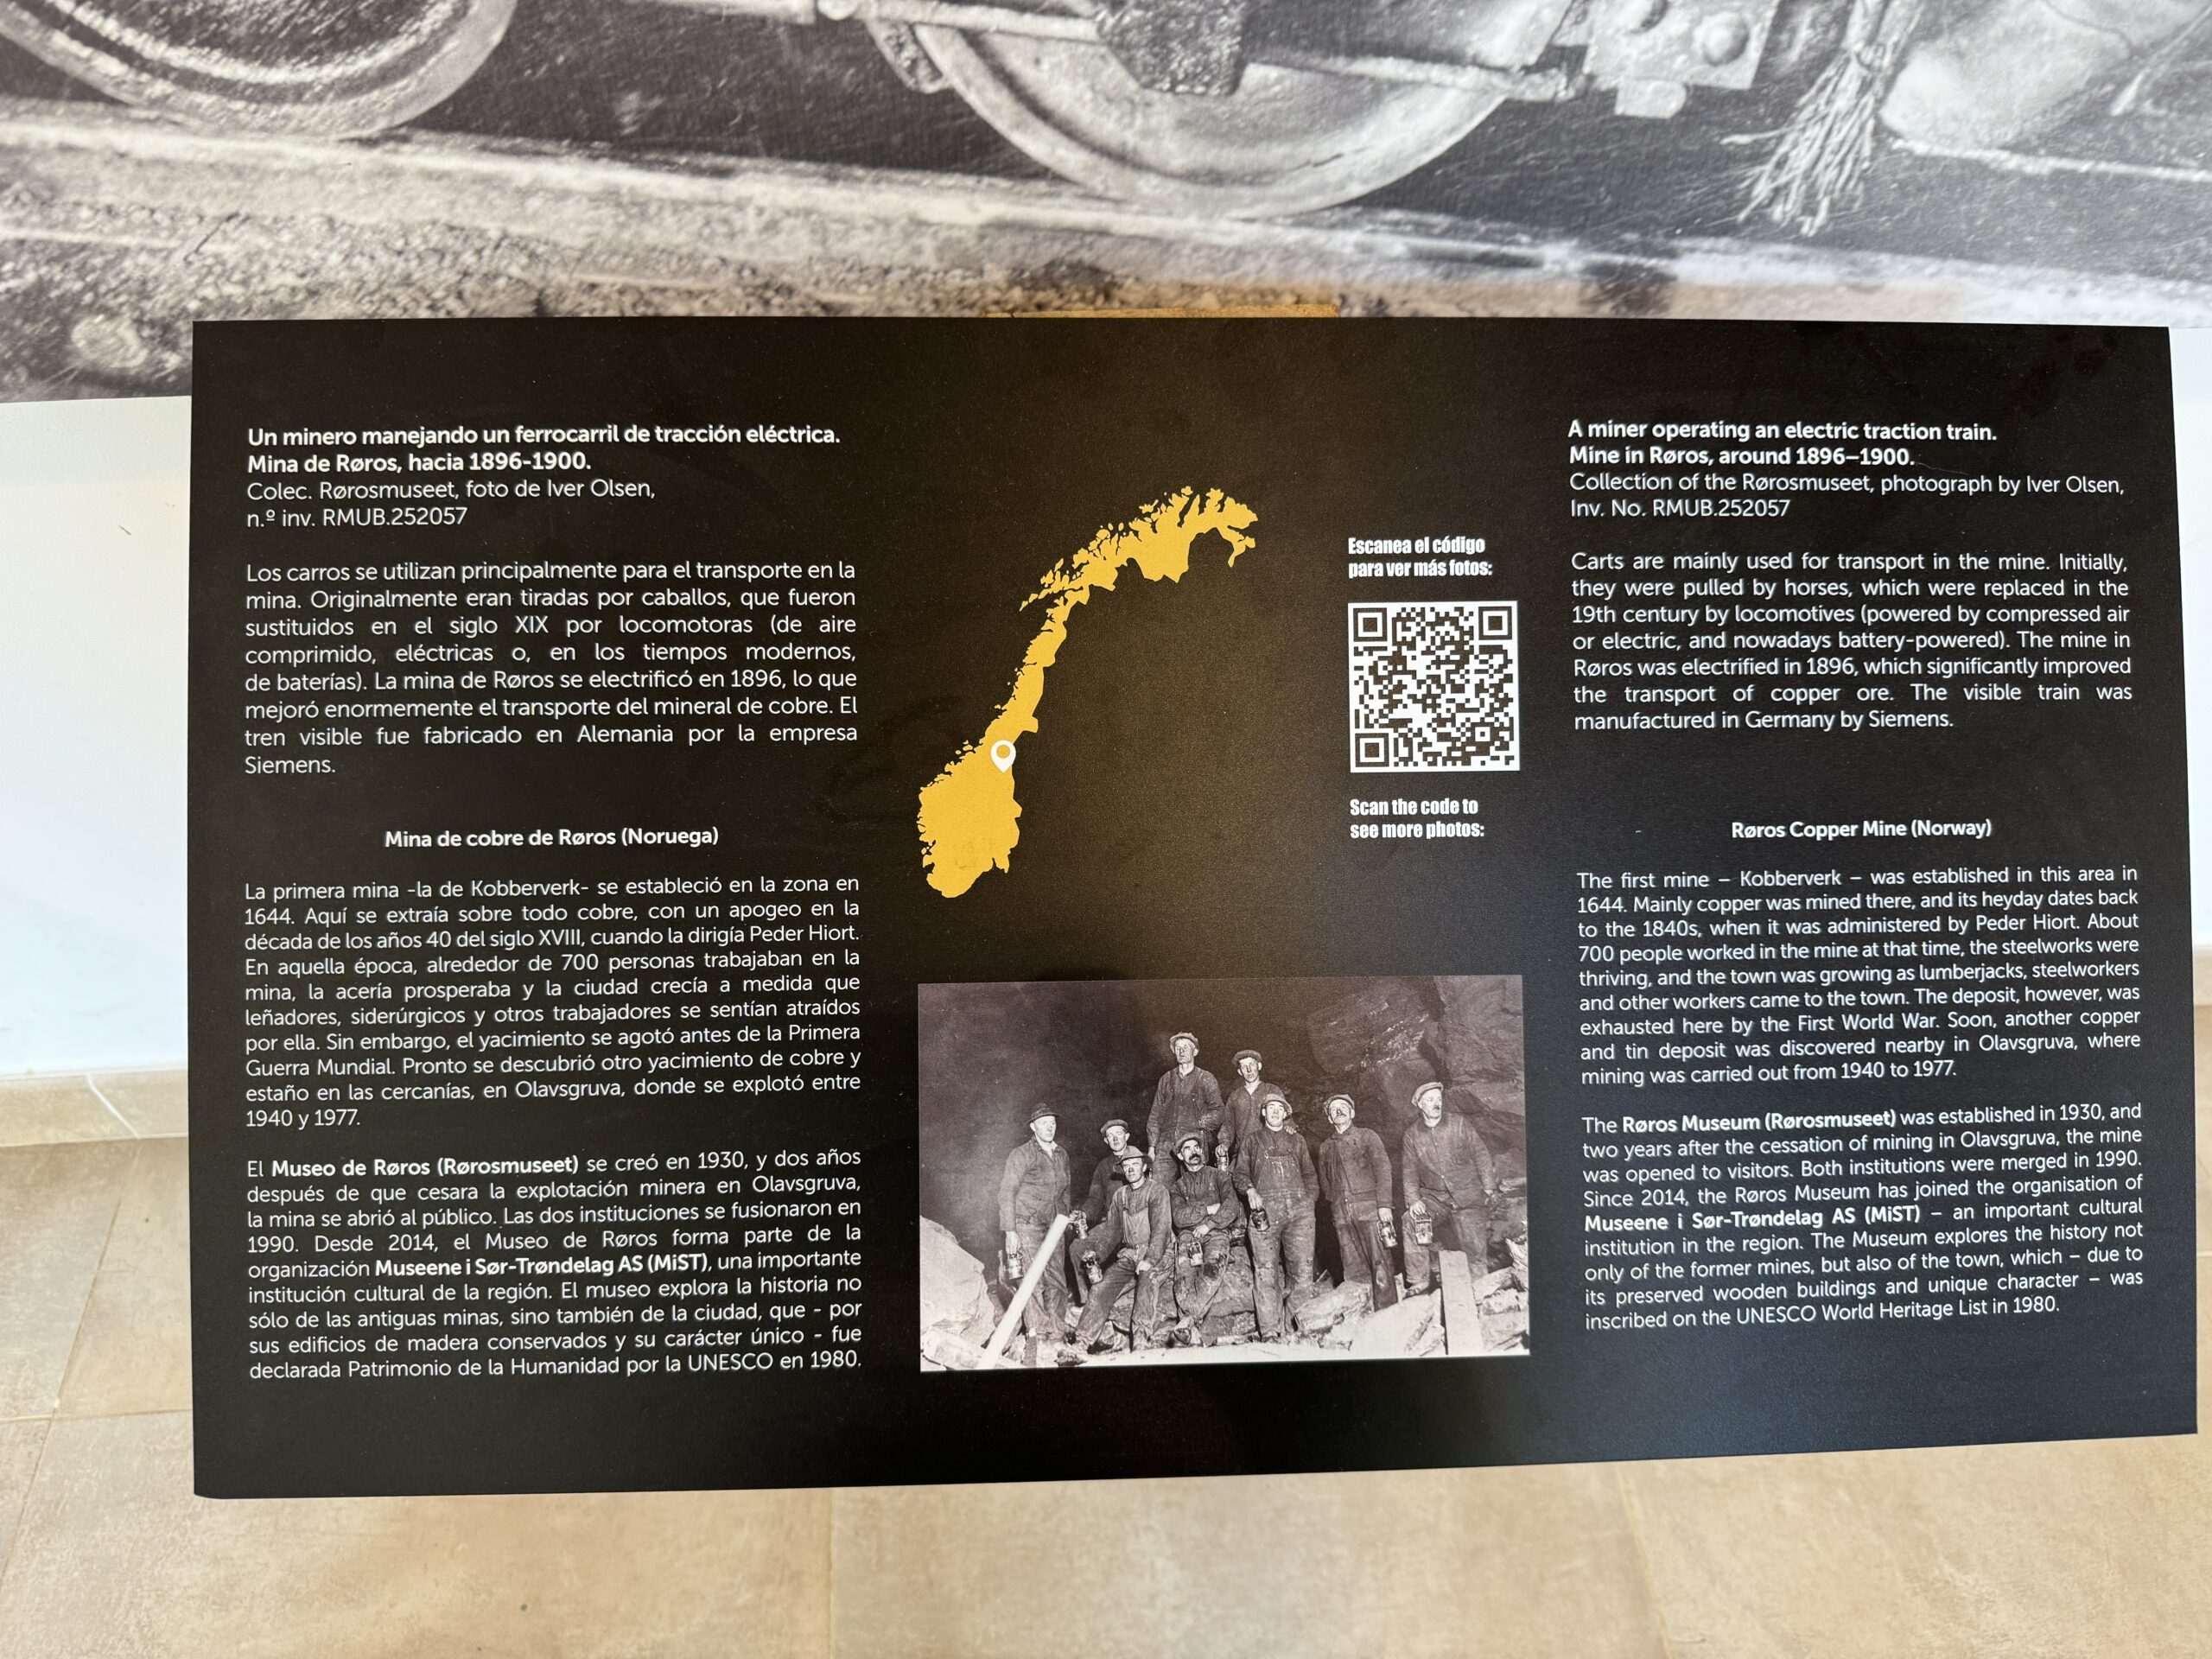 Un minero manejando un ferrocarril de tracción eléctrica.
Mina de Røros, hacia 1896-1900.
Colec. Rørosmuseet, foto de Iver Olsen,
n.º inv. RMUB.252057
Los carros se utilizan principalmente para el transporte en la
mina. Originalmente eran tiradas por caballos, que fueron
sustituidos en el siglo XIX por locomotoras (de aire
comprimido, eléctricas o, en los tiempos modernos,
de baterías). La mina de Røros se electrificó en 1896, lo que
mejoró enormemente el transporte del mineral de cobre. El
tren visible fue fabricado en Alemania por la empresa
Siemens.
Mina de cobre de Røros (Noruega)
La primera mina -la de Kobberverk- se estableció en la zona en
1644. Aquí se extraía sobre todo cobre, con un apogeo en la
década de los años 40 del siglo XVIII, cuando la dirigía Peder Hiort.
En aquella época, alrededor de 700 personas trabajaban en la
mina, la acería prosperaba y la ciudad crecía a medida que
leñadores, siderúrgicos y otros trabajadores se sentían atraídos
por ella. Sin embargo, el yacimiento se agotó antes de la Primera
Guerra Mundial. Pronto se descubrió otro yacimiento de cobre y
estaño en las cercanías, en Olavsgruva, donde se explotó entre
1940 y 1977.
El Museo de Røros (Rørosmuseet) se creó en 1930, y dos años
después de que cesara la explotación minera en Olavsgruva,
la mina se abrió al público. Las dos instituciones se fusionaron en
1990. Desde 2014, el Museo de Røros forma parte de la
organización Museene i Sør-Trøndelag AS (MiST), una importante
institución cultural de la región. El museo explora la historia no
sólo de las antiguas minas, sino también de la ciudad, que - por
sus edificios de madera conservados y su carácter único - fue
declarada Patrimonio de la Humanidad por la UNESCO en 1980.
Escanea el código
para ver más fotos:
Scan the code to
see more photos:
A miner operating an electric traction train.
Mine in Røros, around 1896–1900.
Collection of the Rørosmuseet, photograph by Iver Olsen,
Inv. No. RMUB.252057
Carts are mainly used for transport in the mine. Initially,
they were pulled by horses, which were replaced in the
19th century by locomotives (powered by compressed air
or electric, and nowadays battery-powered). The mine in
Røros was electrified in 1896, which significantly improved
the transport of copper ore. The visible train was
manufactured in Germany by Siemens.
Røros Copper Mine (Norway)
The first mine – Kobberverk – was established in this area in
1644. Mainly copper was mined there, and its heyday dates back
to the 1840s, when it was administered by Peder Hiort. About
700 people worked in the mine at that time, the steelworks were
thriving, and the town was growing as lumberjacks, steelworkers
and other workers came to the town. The deposit, however, was
exhausted here by the First World War. Soon, another copper
and tin deposit was discovered nearby in Olavsgruva, where
mining was carried out from 1940 to 1977.
The Røros Museum (Rørosmuseet) was established in 1930, and
two years after the cessation of mining in Olavsgruva, the mine
was opened to visitors. Both institutions were merged in 1990.
Since 2014, the Røros Museum has joined the organisation of
Museene i Sør-Trøndelag AS (MiST) – an important cultural
institution in the region. The Museum explores the history not
only of the former mines, but also of the town, which – due to
its preserved wooden buildings and unique character – was
inscribed on the UNESCO World Heritage List in 1980.